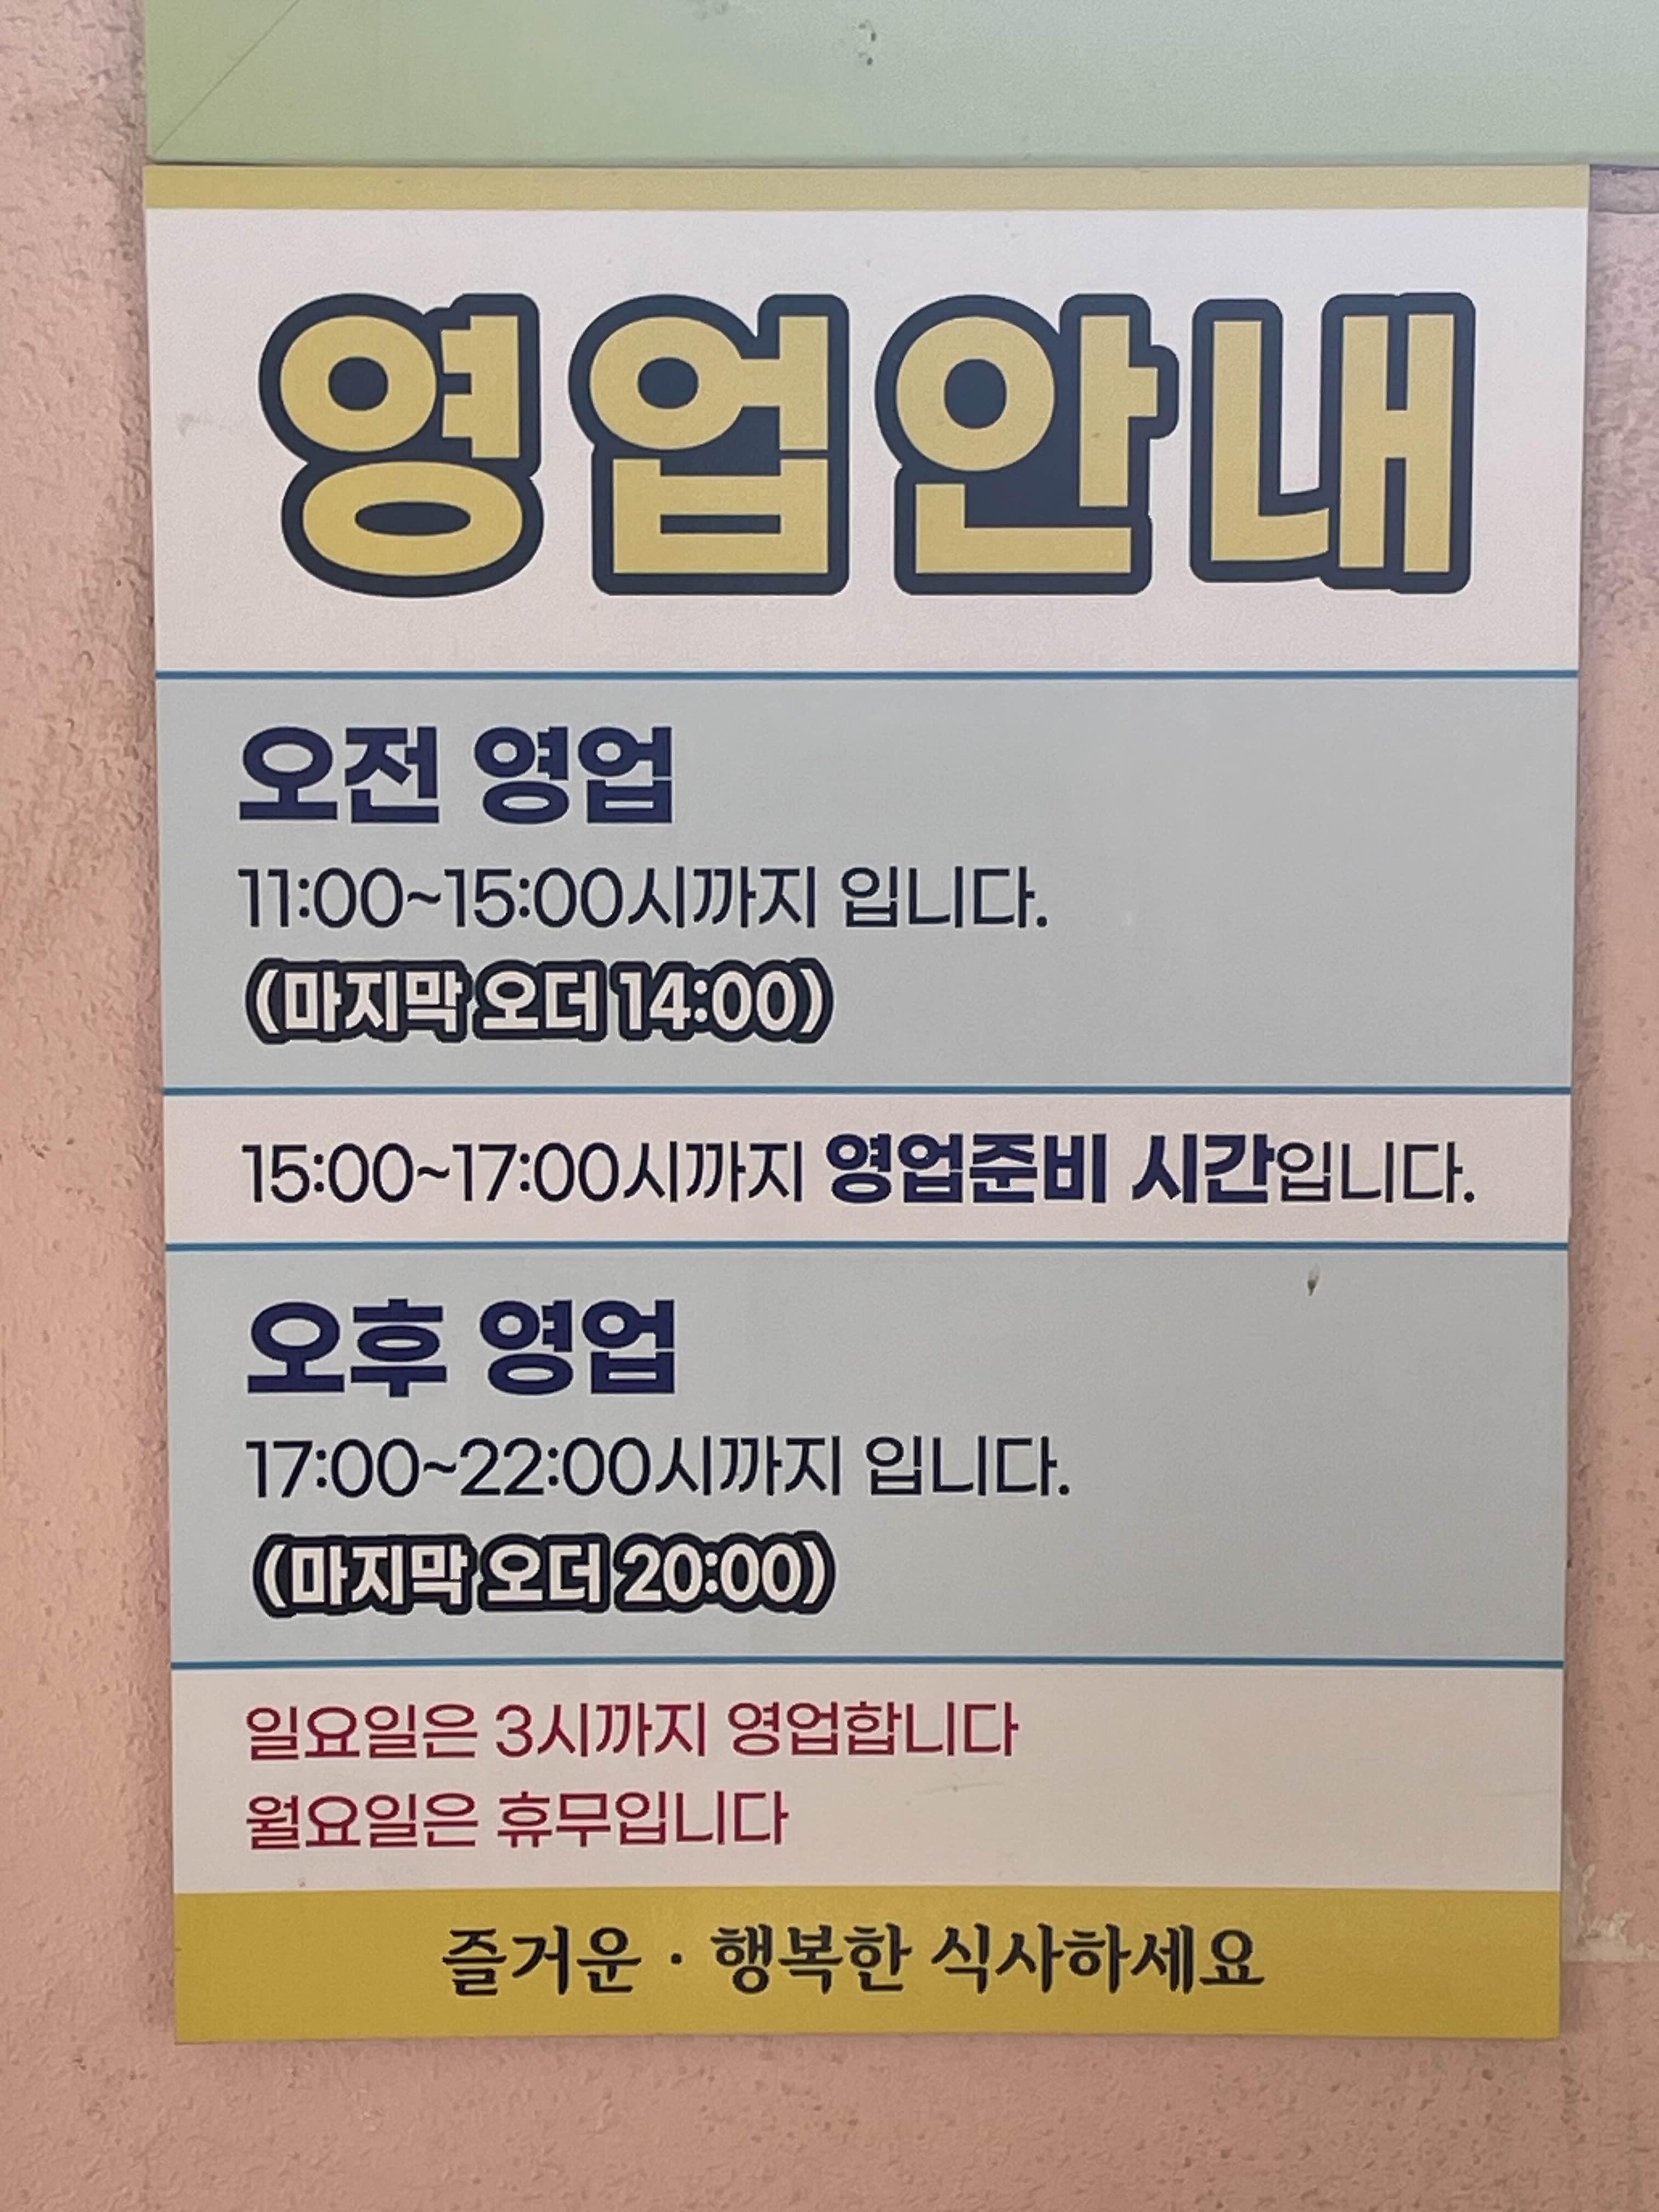 영업안내
오전 영업
11:00~15:00시까지 입니다.
(마지막 오더 14:00)
15:00~17:00시까지 영업준비 시간입니다.
오후 영업
17:00~22:00시까지 입니다.
(마지막 오더 20:00)
일요일은 3시까지 영업합니다
월요일은 휴무입니다
즐거운 · 행복한 식사하세요